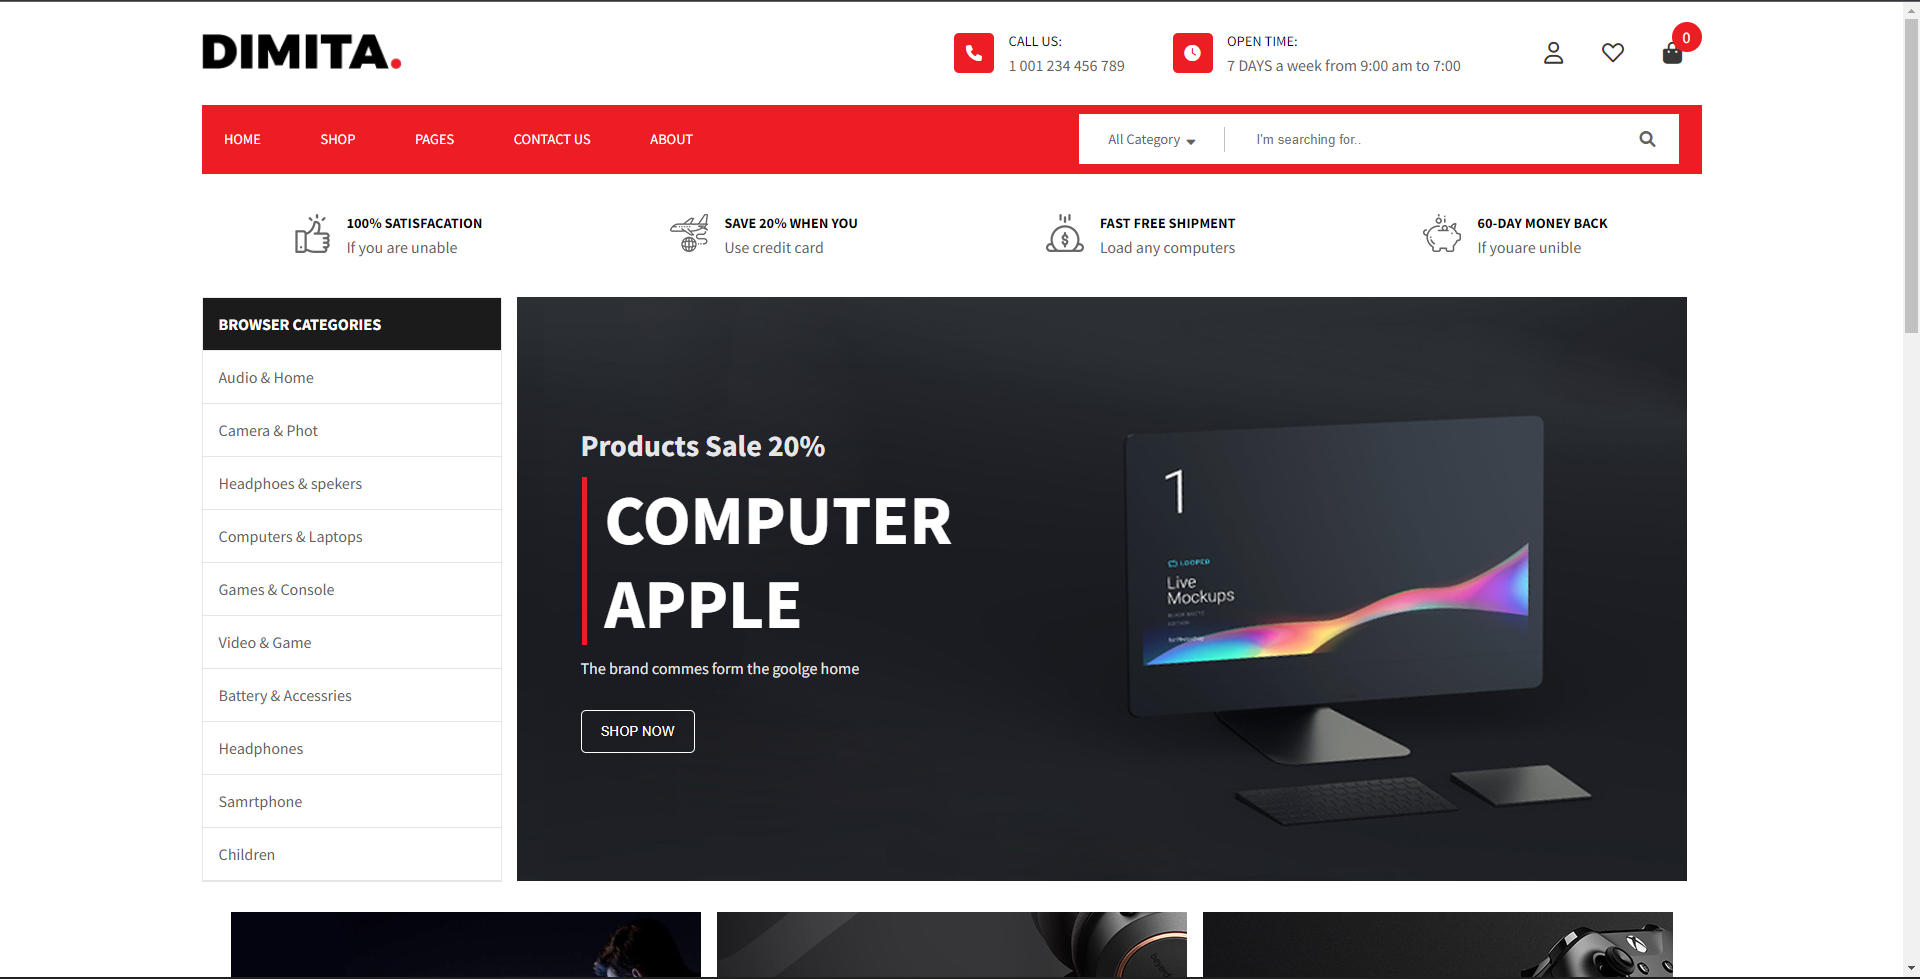 DIMITA.
CALL US:
1 001 234 456 789
OPEN TIME:
7 DAYS a week from 9:00 am to 7:00
0
HOME
SHOP
PAGES
CONTACT US
ABOUT
All Category
I'm searching for..
100% SATISFACATION
If you are unable
SAVE 20% WHEN YOU
Use credit card
FAST FREE SHIPMENT
Load any computers
60-DAY MONEY BACK
If youare unible
BROWSER CATEGORIES
Audio & Home
Camera & Phot
Headphoes & spekers
Computers & Laptops
Games & Console
Video & Game
Battery & Accessries
Headphones
Samrtphone
Children
Products Sale 20%
COMPUTER
APPLE
The brand commes form the goolge home
SHOP NOW
1
LOOPED
Live
Mockups